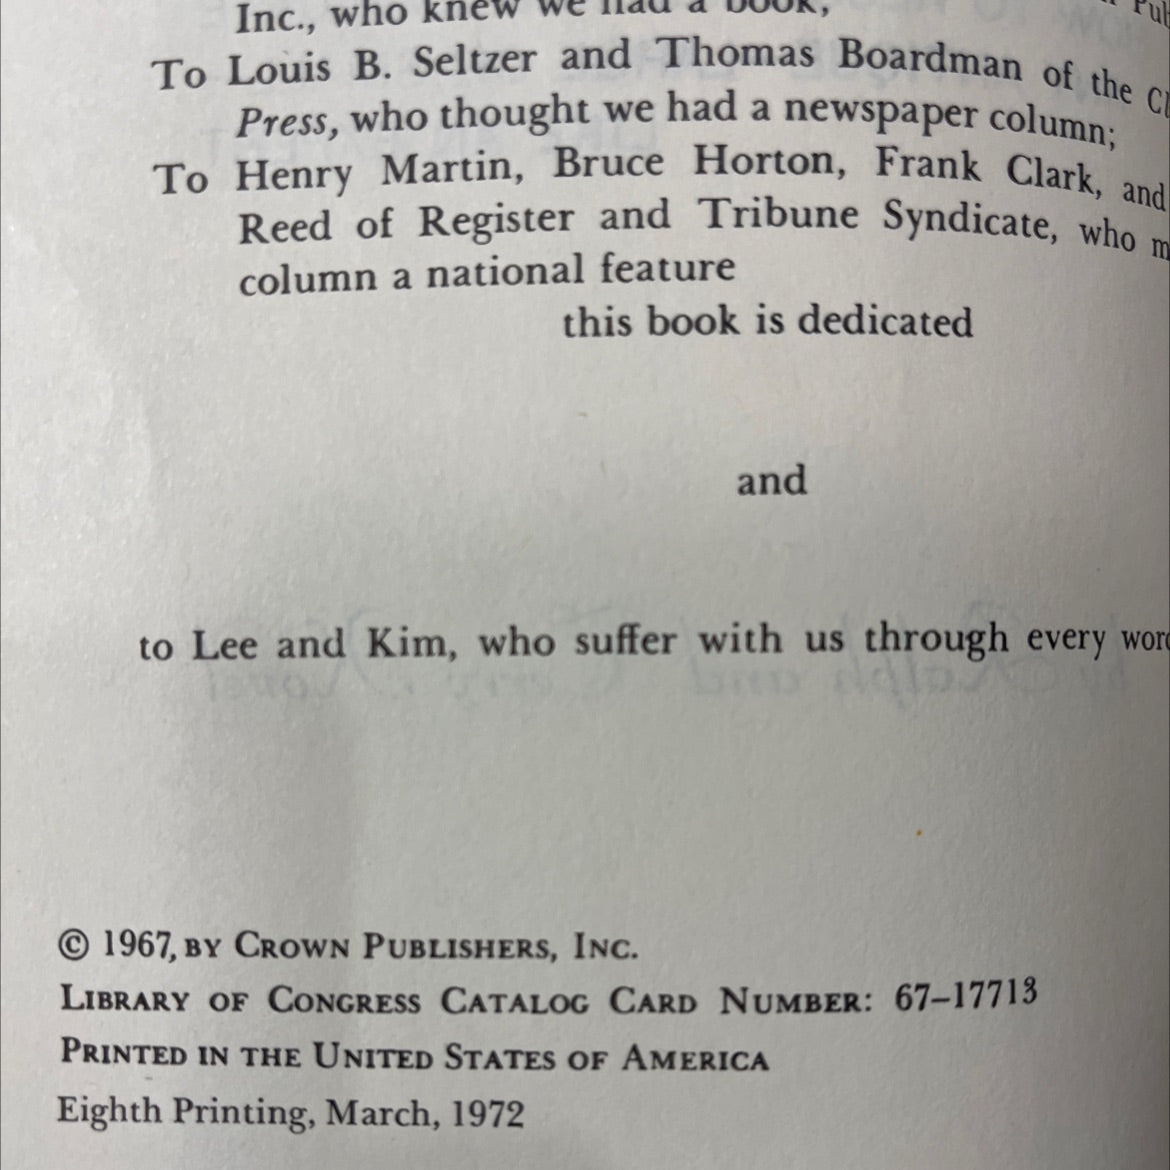 Inc., who knew we had a book;
To Louis B. Seltzer and Thomas Boardman of the
Press, who thought we had a newspaper column;
To Henry Martin, Bruce Horton, Frank Clark, and
Reed of Register and Tribune Syndicate, who
column a national feature
this book is dedicated
and
to Lee and Kim, who suffer with us through every
© 1967, BY CROWN PUBLISHERS, INC.
LIBRARY OF CONGRESS CATALOG CARD NUMBER: 67–17713
PRINTED IN THE UNITED STATES OF AMERICA
Eighth Printing, March, 1972